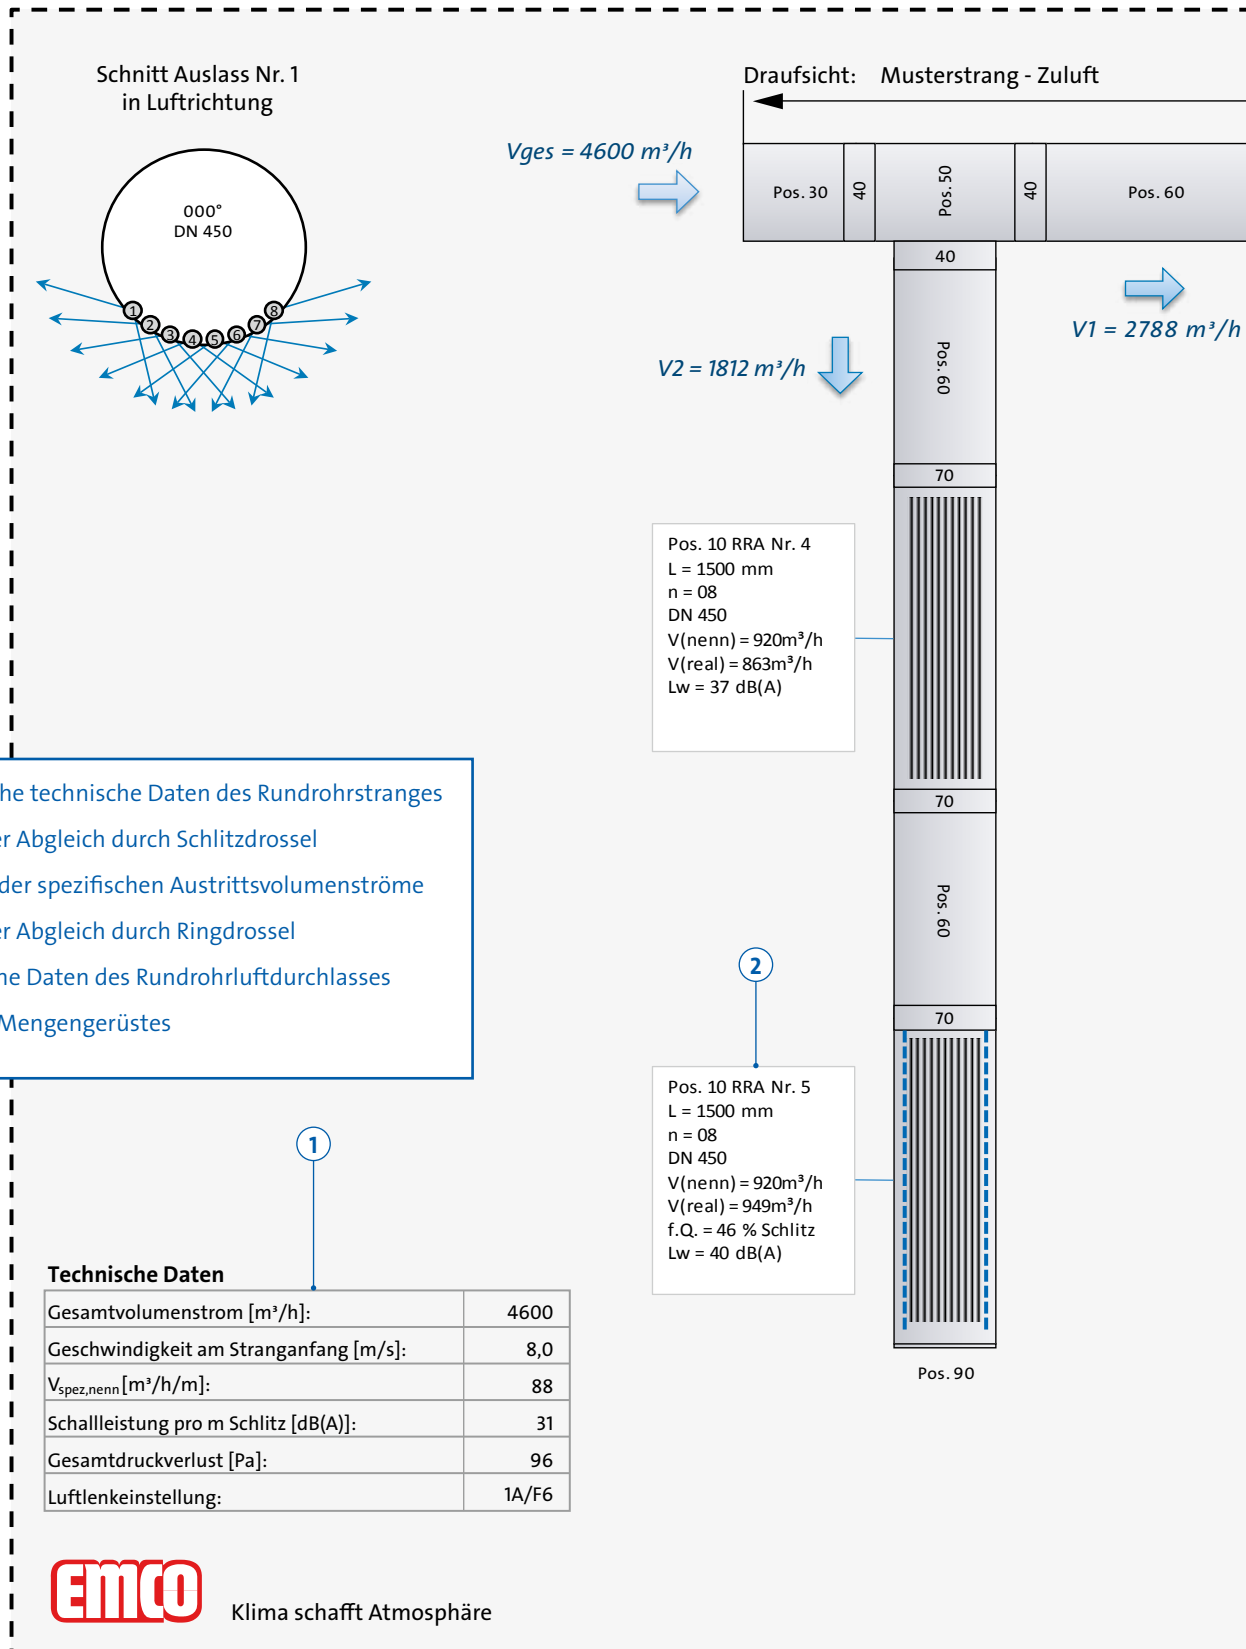 Schnitt Auslass Nr. 1
in Luftrichtung
000°
DN 450
1
2
3
4
5
6
7
8
Draufsicht: Musterstrang - Zuluft
Vges = 4600 m³/h
Pos. 30
40
Pos. 50
40
Pos. 60
40
V1 = 2788 m³/h
V2 = 1812 m³/h
Pos. 60
70
Pos. 10 RRA Nr. 4
L = 1500 mm
n = 08
DN 450
V(nenn) = 920m³/h
V(real) = 863m³/h
Lw = 37 dB(A)
70
Pos. 60
70
he technische Daten des Rundrohrstranges
er Abgleich durch Schlitzdrossel
der spezifischen Austrittsvolumenströme
er Abgleich durch Ringdrossel
ne Daten des Rundrohrluftdurchlasses
Mengengerüstes
2
Pos. 10 RRA Nr. 5
L = 1500 mm
n = 08
DN 450
V(nenn) = 920m³/h
V(real) = 949m³/h
f.Q. = 46 % Schlitz
Lw = 40 dB(A)
Pos. 90
1
Technische Daten
Gesamtvolumenstrom [m³/h]: 4600
Geschwindigkeit am Stranganfang [m/s]: 8,0
Vspez,nenn [m³/h/m]: 88
Schallleistung pro m Schlitz [dB(A)]: 31
Gesamtdruckverlust [Pa]: 96
Luftlenkeinstellung: 1A/F6
EMCO
Klima schafft Atmosphäre